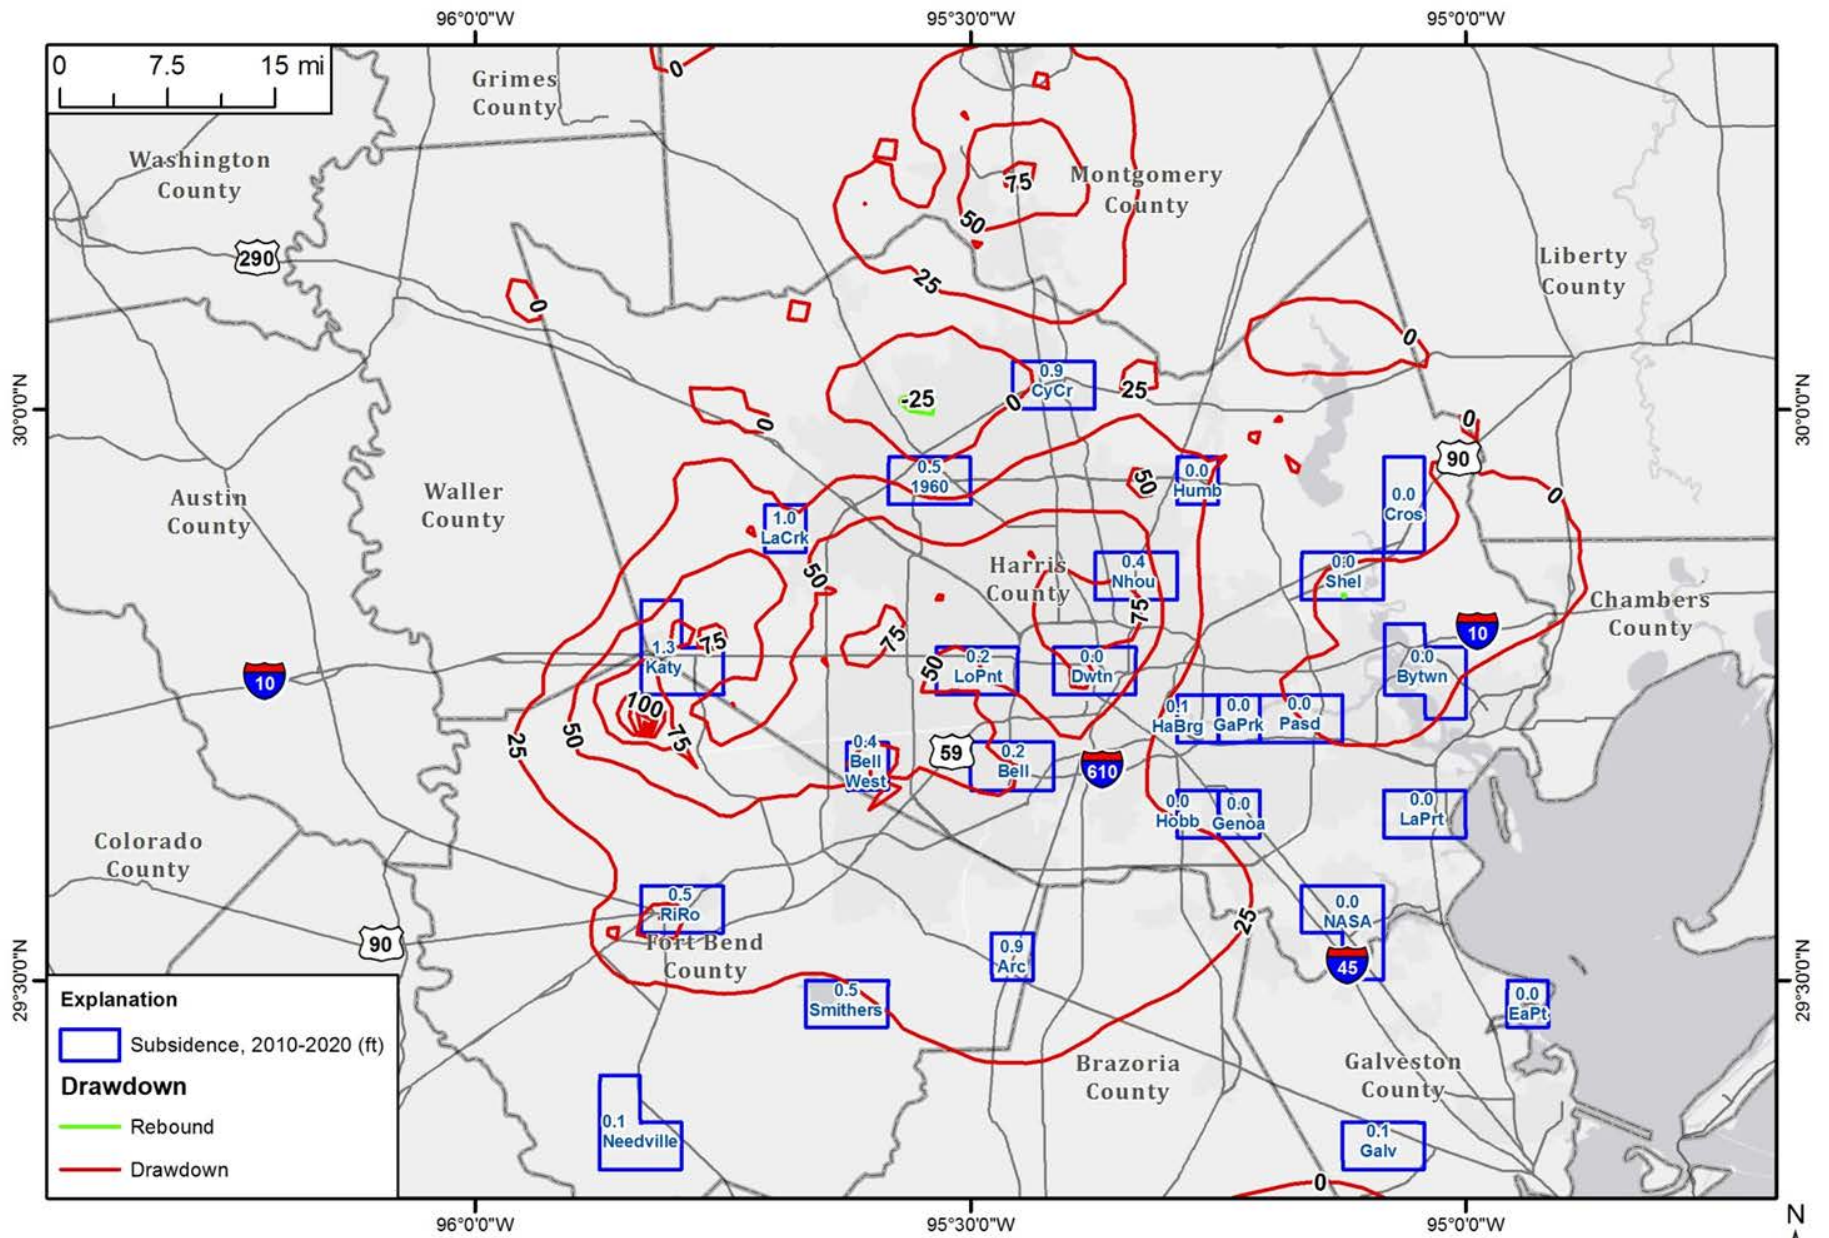 96°0'0"W
95°30'0"W
95°0'0"W
0 7.5 15 mi
Grimes
County
0
Washington
County
75
Montgomery
County
50
290
Liberty
County
25
0
0
30°0'0"N
30°0'0"N
0.9
CyCr
25
-25
0
0
0
90
0.5
1960
50
0.0
Humb
0.0
Cros
0
Austin
County
Waller
County
1.0
LaCrk
50
Harris
County
0.4
Nhou
0.0
Shel
75
Chambers
County
10
75
75
1.3
Katy
50
0.2
LoPnt
0.0
Dwtn
0.0
Bytwn
10
100
75
0.1
HaBrg
0.0
GaPrk
0.0
Pasd
25
50
0.4
Bell
West
59
0.2
Bell
610
0.0
Hobb
0.0
Genoa
0.0
LaPrt
Colorado
County
0.5
RiRo
25
0.0
NASA
90
Fort Bend
County
0.9
Arc
45
29°30'0"N
29°30'0"N
0.5
Smithers
0.0
EaPt
Explanation
Subsidence, 2010-2020 (ft)
Drawdown
Rebound
Drawdown
Brazoria
County
Galveston
County
0.1
Needville
0.1
Galv
0
96°0'0"W
95°30'0"W
95°0'0"W
N